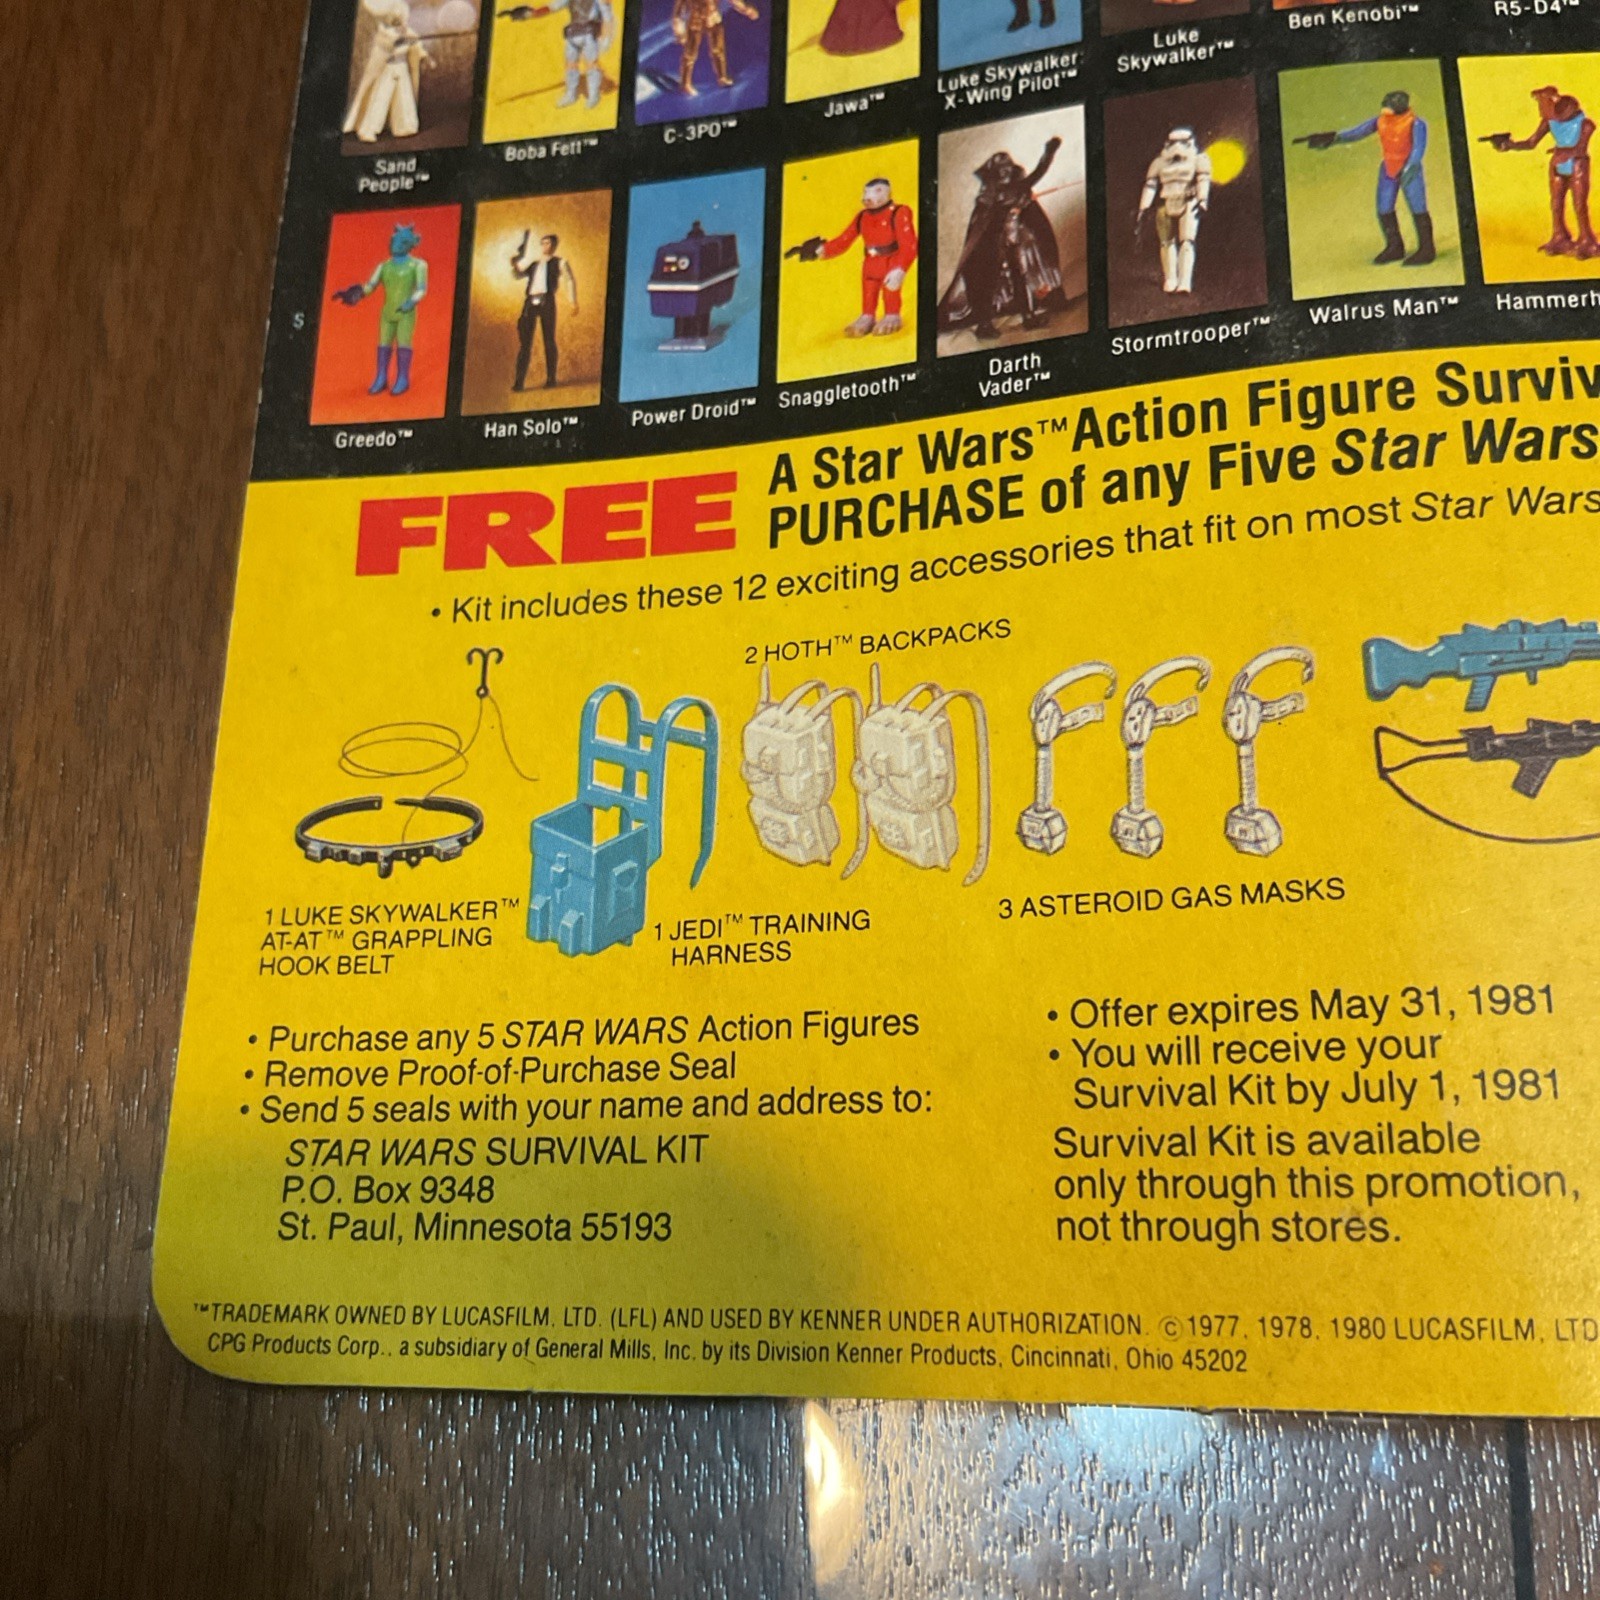 Ben Kenobi™
R5-D4™
Luke
Skywalker™
Luke Skywalker:
X-Wing Pilot™
Jawa™
C-3PO™
Boba Fett™
Sand
People™
S
Greedo™
Han Solo™
Power Droid™
Snaggletooth™
Darth
Vader™
Stormtrooper™
Walrus Man™
Hammerh
FREE
A Star Wars™ Action Figure Surviv
PURCHASE of any Five Star Wars
• Kit includes these 12 exciting accessories that fit on most Star Wars
2 HOTH™ BACKPACKS
1 LUKE SKYWALKER™
AT-AT™ GRAPPLING
HOOK BELT
1 JEDI™ TRAINING
HARNESS
3 ASTEROID GAS MASKS
• Purchase any 5 STAR WARS Action Figures
• Remove Proof-of-Purchase Seal
• Send 5 seals with your name and address to:
STAR WARS SURVIVAL KIT
P.O. Box 9348
St. Paul, Minnesota 55193
• Offer expires May 31, 1981
• You will receive your
Survival Kit by July 1, 1981
Survival Kit is available
only through this promotion,
not through stores.
™TRADEMARK OWNED BY LUCASFILM, LTD. (LFL) AND USED BY KENNER UNDER AUTHORIZATION. © 1977, 1978, 1980 LUCASFILM, LTD
CPG Products Corp., a subsidiary of General Mills, Inc. by its Division Kenner Products, Cincinnati, Ohio 45202